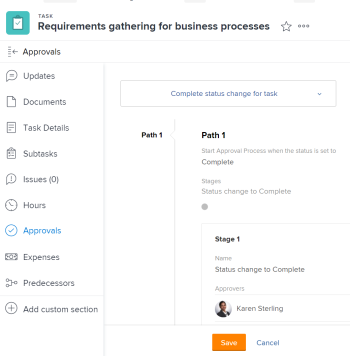 TASK
Requirements gathering for business processes
Approvals
Updates
Documents
Task Details
Subtasks
Issues (0)
Hours
Approvals
Expenses
Predecessors
Add custom section
Complete status change for task
Path 1
Path 1
Start Approval Process when the status is set to
Complete
Stages
Status change to Complete
Stage 1
Name
Status change to Complete
Approvers
Karen Sterling
Save
Cancel